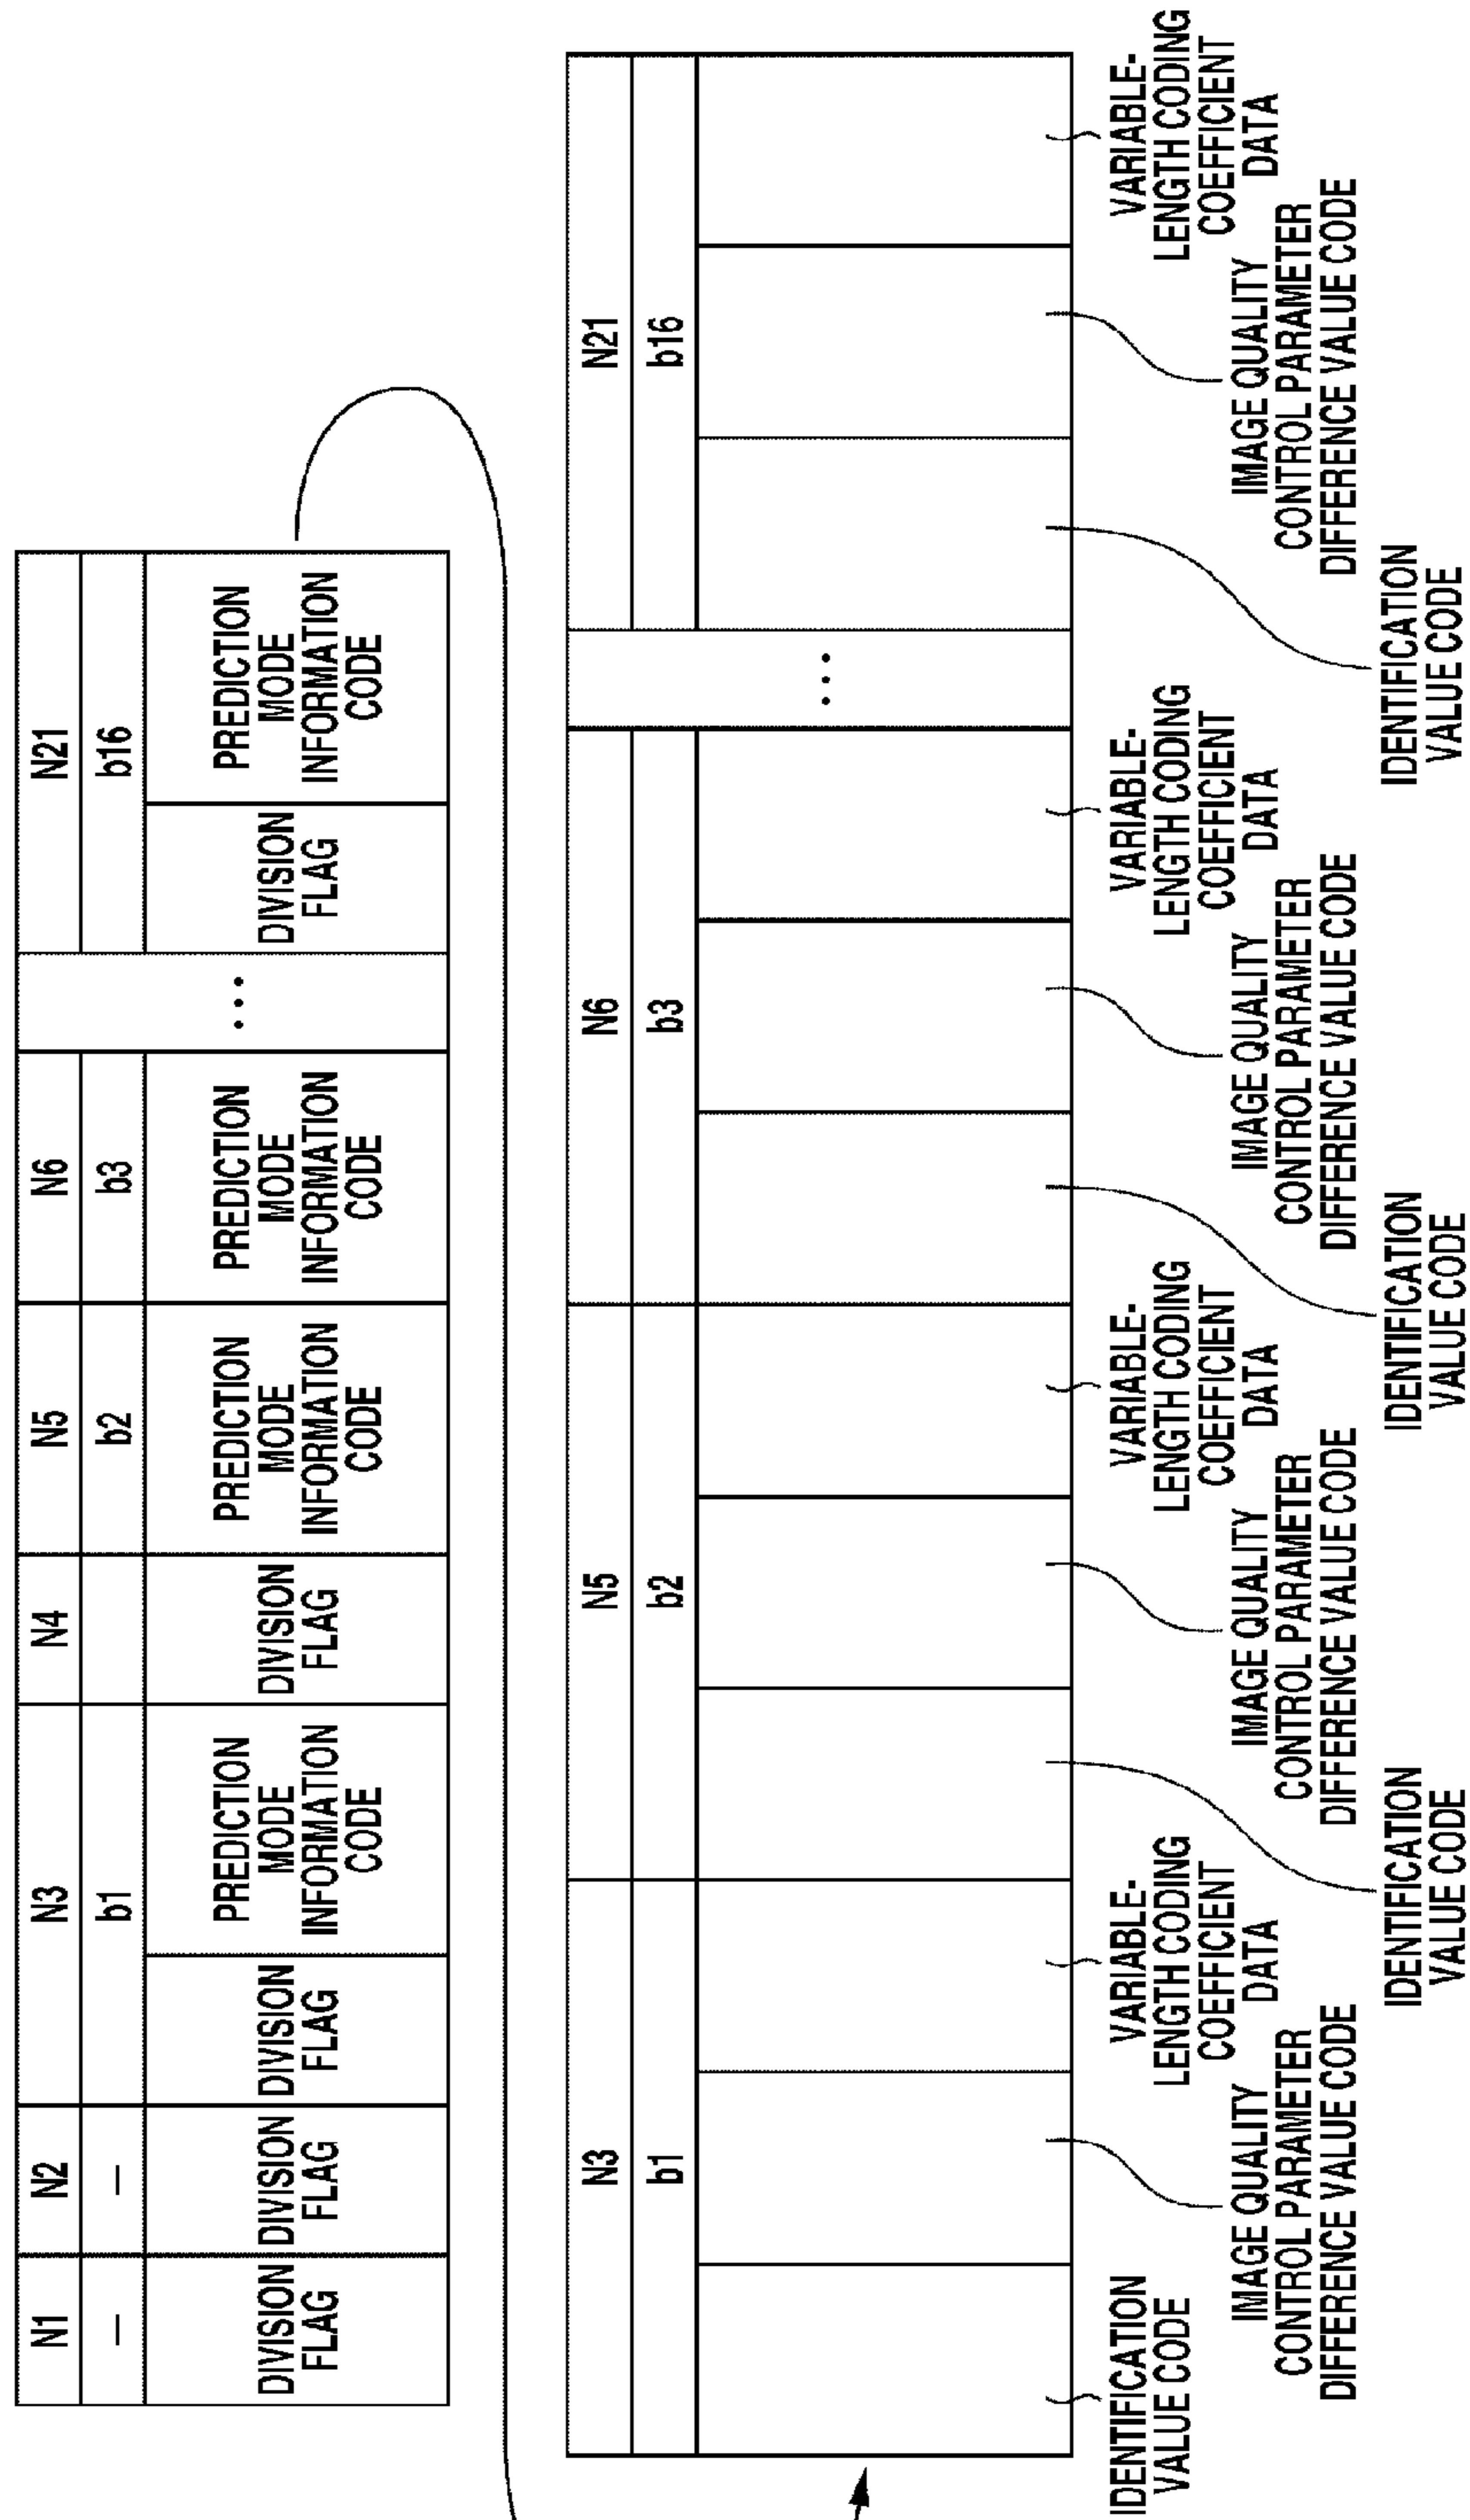 N1
N2
N3
N4
N5
N6
N21
–
–
b1
b2
b3
b16
DIVISION
FLAG
DIVISION
FLAG
DIVISION
FLAG
PREDICTION
MODE
INFORMATION
CODE
DIVISION
FLAG
PREDICTION
MODE
INFORMATION
CODE
PREDICTION
MODE
INFORMATION
CODE
...
DIVISION
FLAG
PREDICTION
MODE
INFORMATION
CODE
N3
N5
N6
N21
b1
b2
b3
b16
...
IDENTIFICATION
VALUE CODE
IMAGE QUALITY
CONTROL PARAMETER
DIFFERENCE VALUE CODE
VARIABLE-
LENGTH CODING
COEFFICIENT
DATA
IDENTIFICATION
VALUE CODE
IMAGE QUALITY
CONTROL PARAMETER
DIFFERENCE VALUE CODE
VARIABLE-
LENGTH CODING
COEFFICIENT
DATA
IDENTIFICATION
VALUE CODE
IMAGE QUALITY
CONTROL PARAMETER
DIFFERENCE VALUE CODE
VARIABLE-
LENGTH CODING
COEFFICIENT
DATA
IDENTIFICATION
VALUE CODE
IMAGE QUALITY
CONTROL PARAMETER
DIFFERENCE VALUE CODE
VARIABLE-
LENGTH CODING
COEFFICIENT
DATA